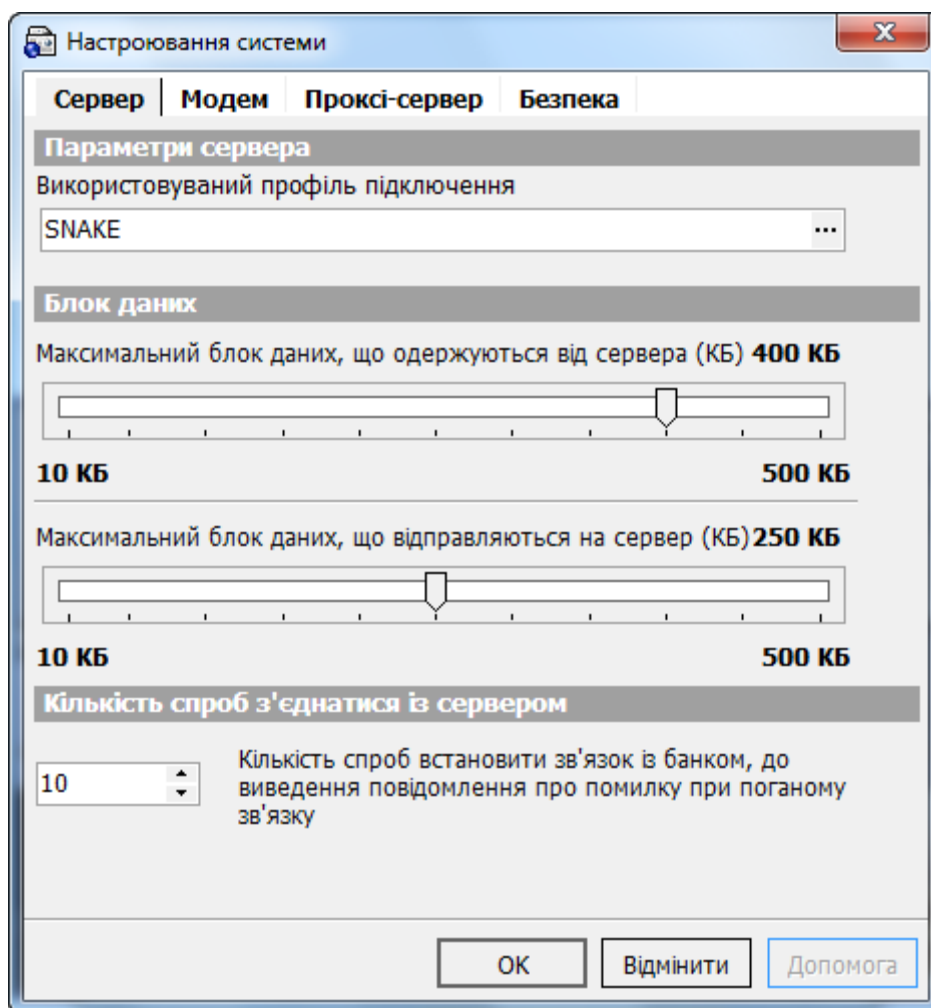 Настроювання системи
Сервер Модем Проксі-сервер Безпека
Параметри сервера
Використовуваний профіль підключення
SNAKE ...
Блок даних
Максимальний блок даних, що одержуються від сервера (КБ) 400 КБ
10 КБ 500 КБ
Максимальний блок даних, що відправляються на сервер (КБ) 250 КБ
10 КБ 500 КБ
Кількість спроб з'єднатися із сервером
10
Кількість спроб встановити зв'язок із банком, до
виведення повідомлення про помилку при поганому
зв'язку
ОК Відмінити Допомога